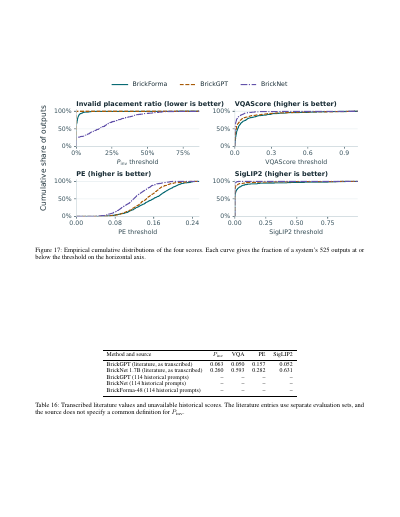 BrickForma BrickGPT BrickNet
Cumulative share of outputs
Invalid placement ratio (lower is better)
100%
50%
0%
0% 25% 50% 75%
P_inv threshold
VQAScore (higher is better)
100%
50%
0%
0.0 0.3 0.6 0.9
VQAScore threshold
PE (higher is better)
100%
50%
0%
0.00 0.08 0.16 0.24
PE threshold
SigLIP2 (higher is better)
100%
50%
0%
0.00 0.25 0.50 0.75
SigLIP2 threshold
Figure 17: Empirical cumulative distributions of the four scores. Each curve gives the fraction of a system's 525 outputs at or
below the threshold on the horizontal axis.
Method and source P_inv VQA PE SigLIP2
BrickGPT (literature, as transcribed) 0.067 0.050 0.157 0.052
BrickNet 1.7B (literature, as transcribed) 0.260 0.593 0.282 0.631
BrickGPT (114 historical prompts) – – – –
BrickNet (114 historical prompts) – – – –
BrickForma-48 (114 historical prompts) – – – –
Table 16: Transcribed literature values and unavailable historical scores. The literature entries use separate evaluation sets, and
the source does not specify a common definition for P_inv.